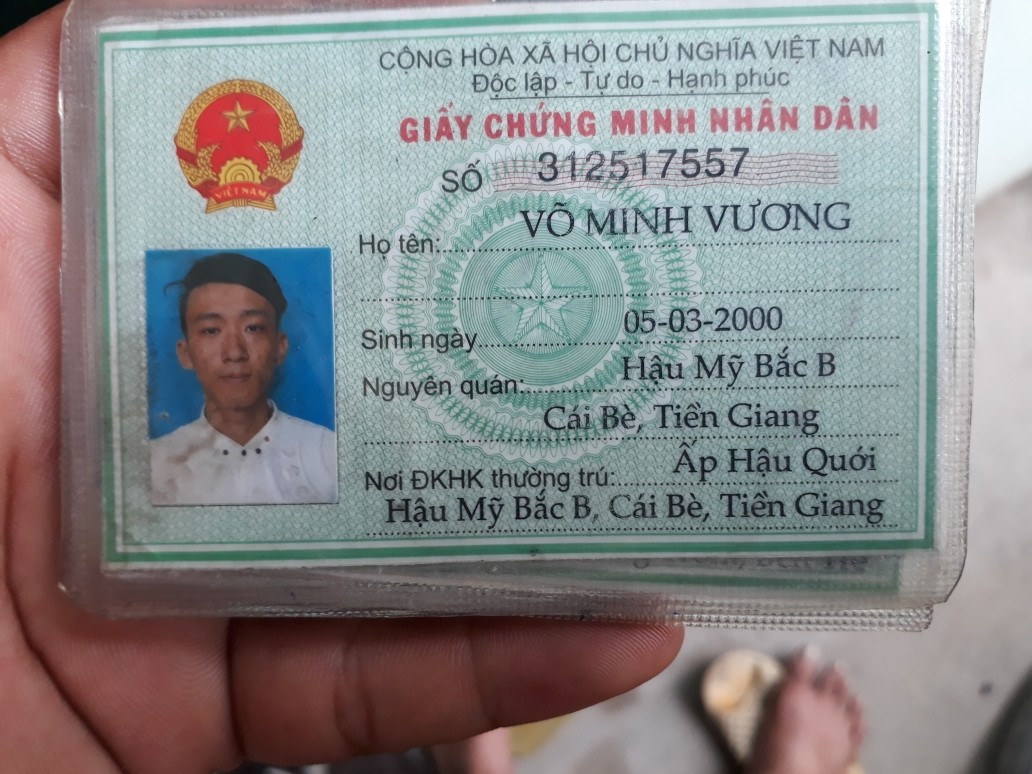 CỘNG HÒA XÃ HỘI CHỦ NGHĨA VIỆT NAM
Độc lập - Tự do - Hạnh phúc
GIẤY CHỨNG MINH NHÂN DÂN
SỐ 312517557
Họ tên: VÕ MINH VƯƠNG
Sinh ngày 05-03-2000
Nguyên quán: Hậu Mỹ Bắc B
Cái Bè, Tiền Giang
Nơi ĐKHK thường trú: Ấp Hậu Quới
Hậu Mỹ Bắc B, Cái Bè, Tiền Giang
VIỆT NAM